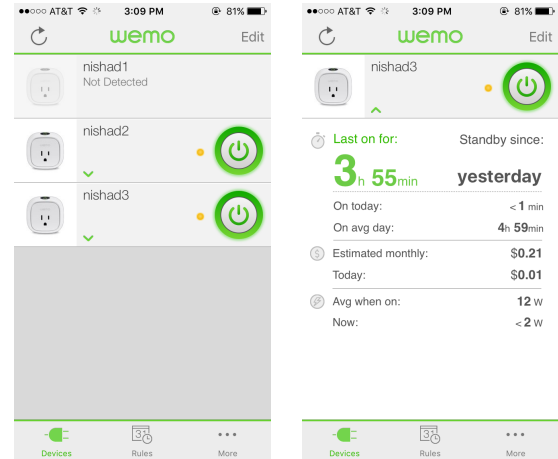 AT&T 3:09 PM 81%
wemo Edit
nishad1
Not Detected
nishad2
nishad3
Devices Rules More
AT&T 3:09 PM 81%
wemo Edit
nishad3
Last on for: Standby since:
3h 55min yesterday
On today: < 1 min
On avg day: 4h 59min
$ Estimated monthly: $0.21
Today: $0.01
Avg when on: 12 W
Now: < 2 W
31
Devices Rules More